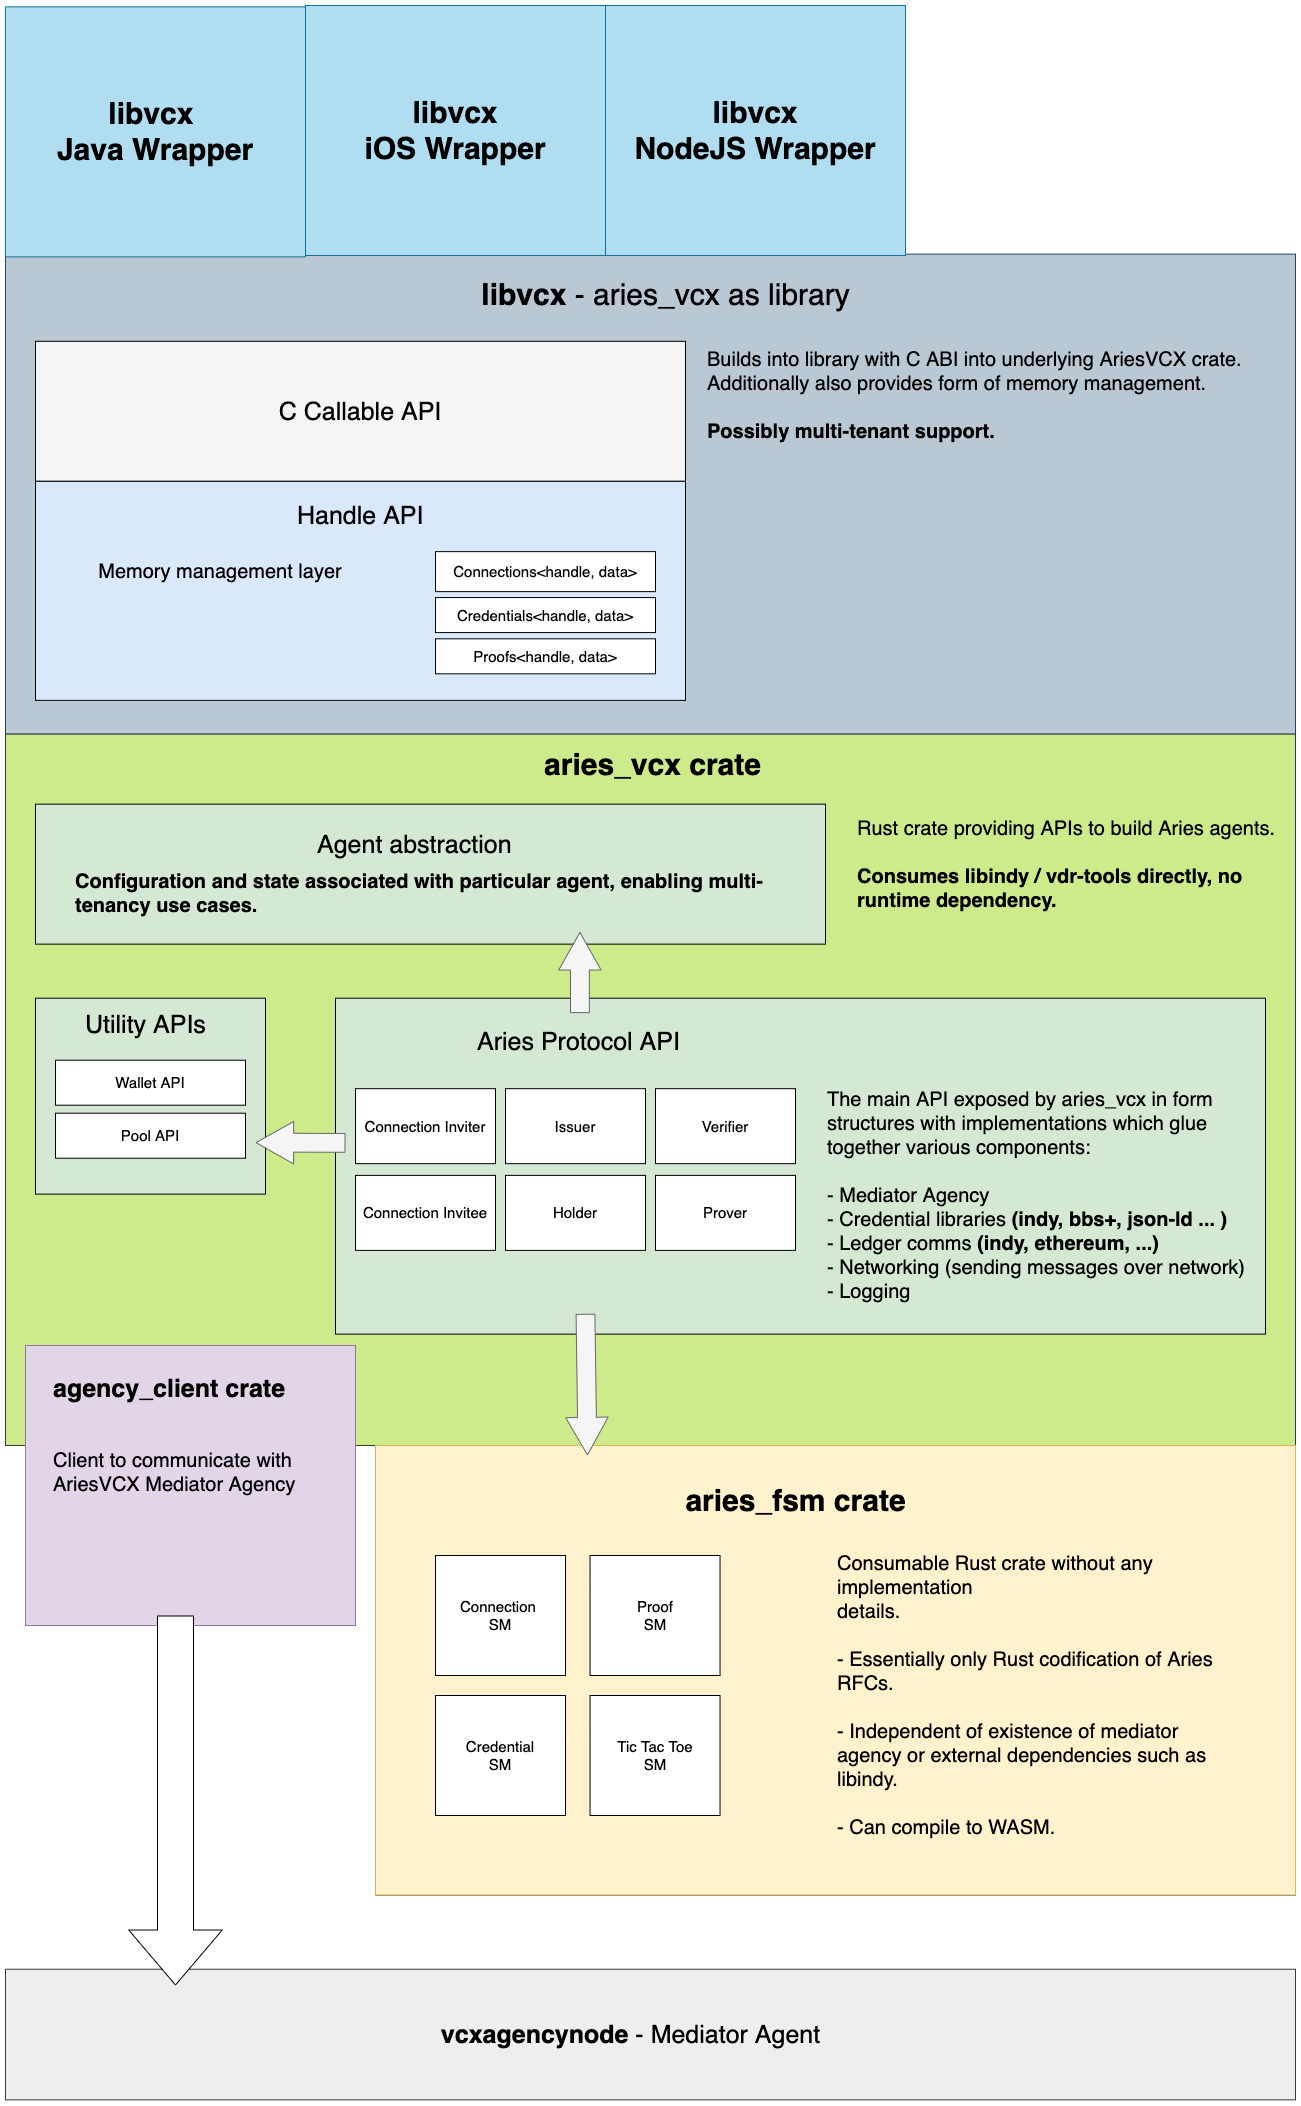 libvcx
Java Wrapper
libvcx
iOS Wrapper
libvcx
NodeJS Wrapper
libvcx - aries_vcx as library
C Callable API
Builds into library with C ABI into underlying AriesVCX crate.
Additionally also provides form of memory management.
Possibly multi-tenant support.
Handle API
Memory management layer
Connections<handle, data>
Credentials<handle, data>
Proofs<handle, data>
aries_vcx crate
Agent abstraction
Configuration and state associated with particular agent, enabling multi-
tenancy use cases.
Rust crate providing APIs to build Aries agents.
Consumes libindy / vdr-tools directly, no
runtime dependency.
Utility APIs
Wallet API
Pool API
Aries Protocol API
Connection Inviter
Issuer
Verifier
Connection Invitee
Holder
Prover
The main API exposed by aries_vcx in form
structures with implementations which glue
together various components:
- Mediator Agency
- Credential libraries (indy, bbs+, json-ld ... )
- Ledger comms (indy, ethereum, ...)
- Networking (sending messages over network)
- Logging
agency_client crate
Client to communicate with
AriesVCX Mediator Agency
aries_fsm crate
Connection
SM
Proof
SM
Credential
SM
Tic Tac Toe
SM
Consumable Rust crate without any
implementation
details.
- Essentially only Rust codification of Aries
RFCs.
- Independent of existence of mediator
agency or external dependencies such as
libindy.
- Can compile to WASM.
vcxagencynode - Mediator Agent